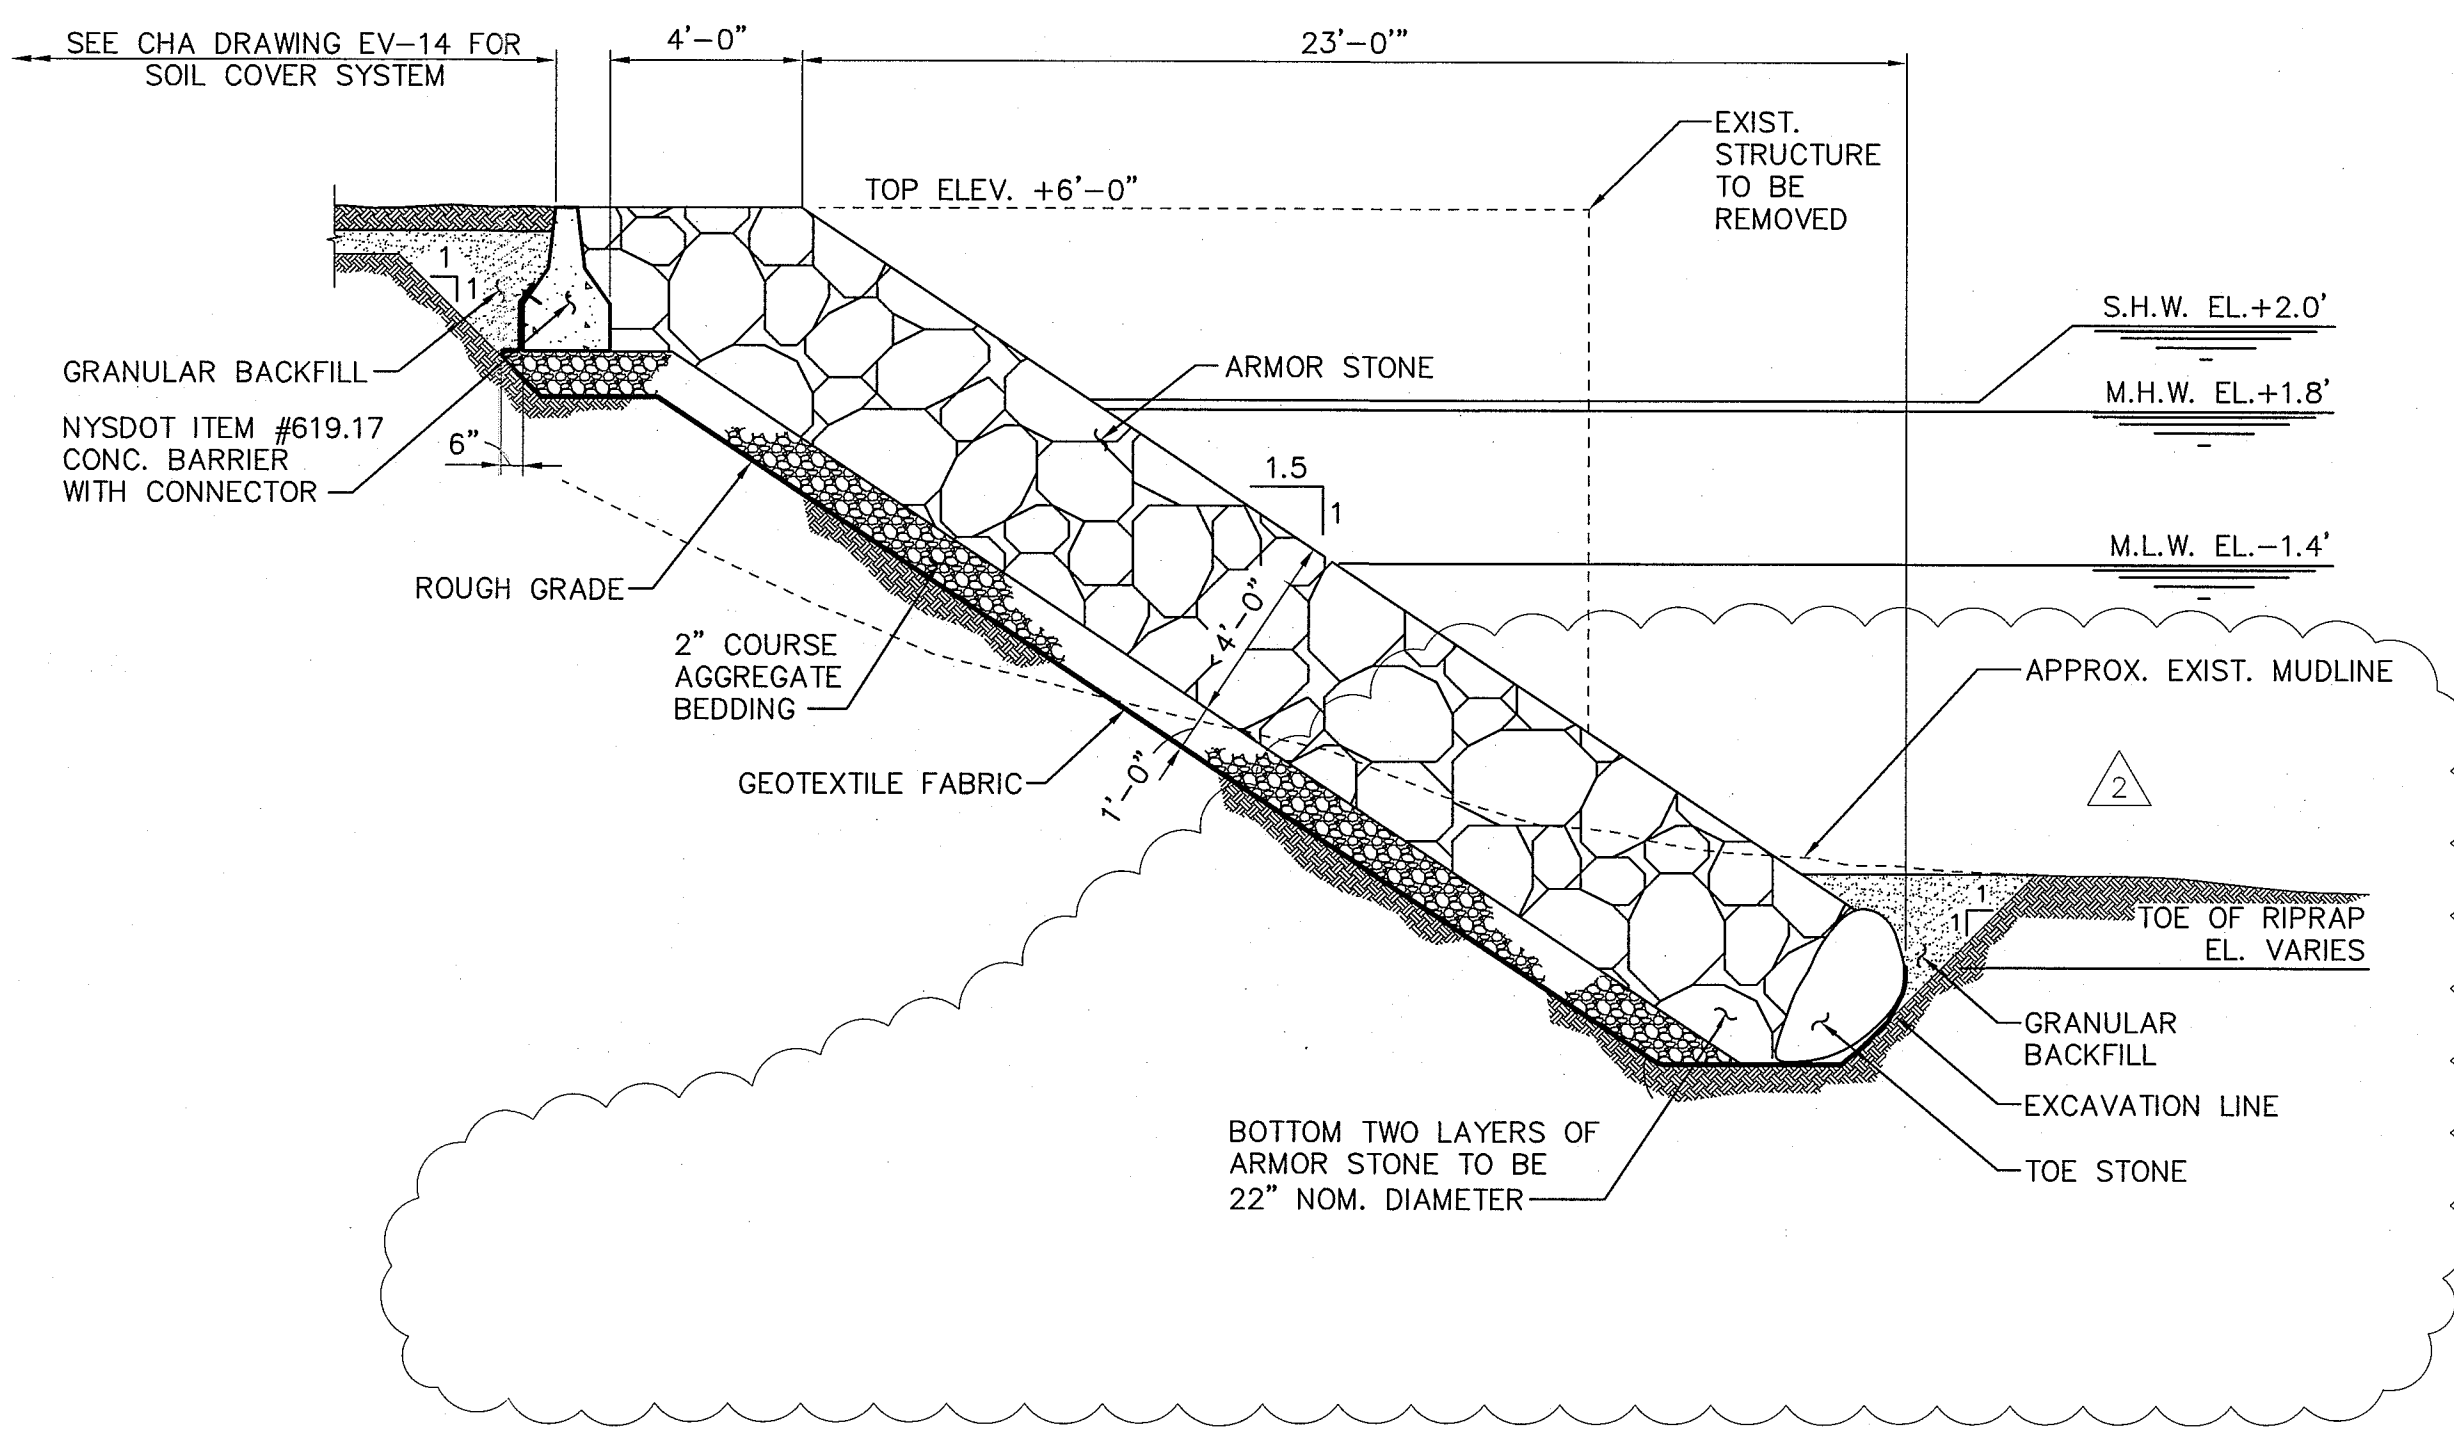 SEE CHA DRAWING EV-14 FOR
SOIL COVER SYSTEM
4'-0"
23'-0'"
EXIST.
STRUCTURE
TO BE
REMOVED
TOP ELEV. +6'-0"
1
1
S.H.W. EL.+2.0'
M.H.W. EL.+1.8'
ARMOR STONE
GRANULAR BACKFILL
NYSDOT ITEM #619.17
CONC. BARRIER
WITH CONNECTOR
6"
1.5
1
M.L.W. EL.-1.4'
ROUGH GRADE
4'-0"
2" COURSE
AGGREGATE
BEDDING
APPROX. EXIST. MUDLINE
GEOTEXTILE FABRIC
1'-0"
2
1
1
TOE OF RIPRAP
EL. VARIES
GRANULAR
BACKFILL
EXCAVATION LINE
BOTTOM TWO LAYERS OF
ARMOR STONE TO BE
22" NOM. DIAMETER
TOE STONE